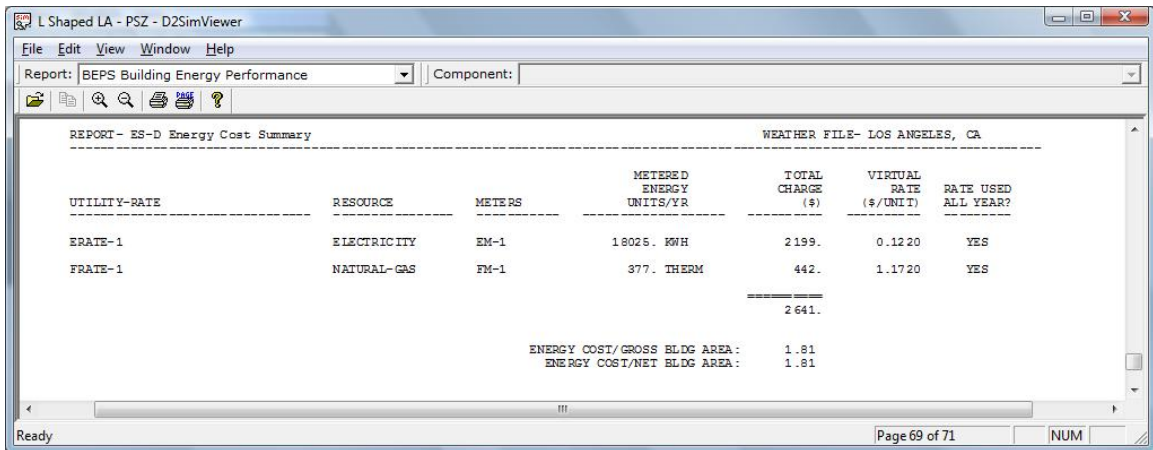 L Shaped LA - PSZ - D2SimViewer
File Edit View Window Help
Report: BEPS Building Energy Performance Component:
REPORT- ES-D Energy Cost Summary WEATHER FILE- LOS ANGELES, CA
METERED TOTAL VIRTUAL
ENERGY CHARGE RATE RATE USED
UTILITY-RATE RESOURCE METERS UNITS/YR ($) ($/UNIT) ALL YEAR?
ERATE-1 ELECTRICITY EM-1 18025. KWH 2199. 0.1220 YES
FRATE-1 NATURAL-GAS FM-1 377. THERM 442. 1.1720 YES
2641.
ENERGY COST/GROSS BLDG AREA: 1.81
ENERGY COST/NET BLDG AREA: 1.81
Ready Page 69 of 71 NUM